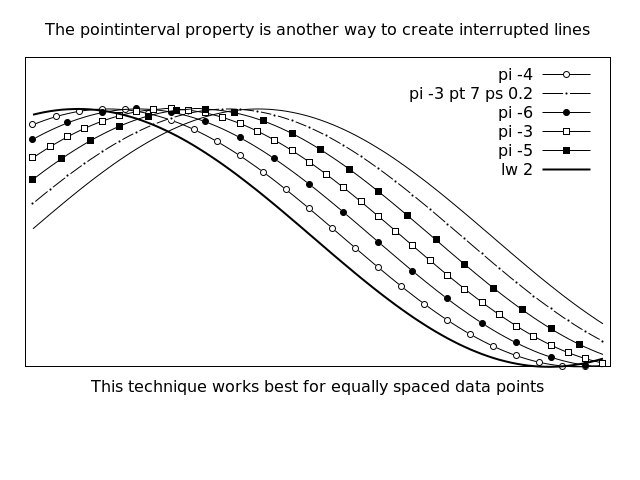 The pointinterval property is another way to create interrupted lines
pi -4
pi -3 pt 7 ps 0.2
pi -6
pi -3
pi -5
lw 2
This technique works best for equally spaced data points